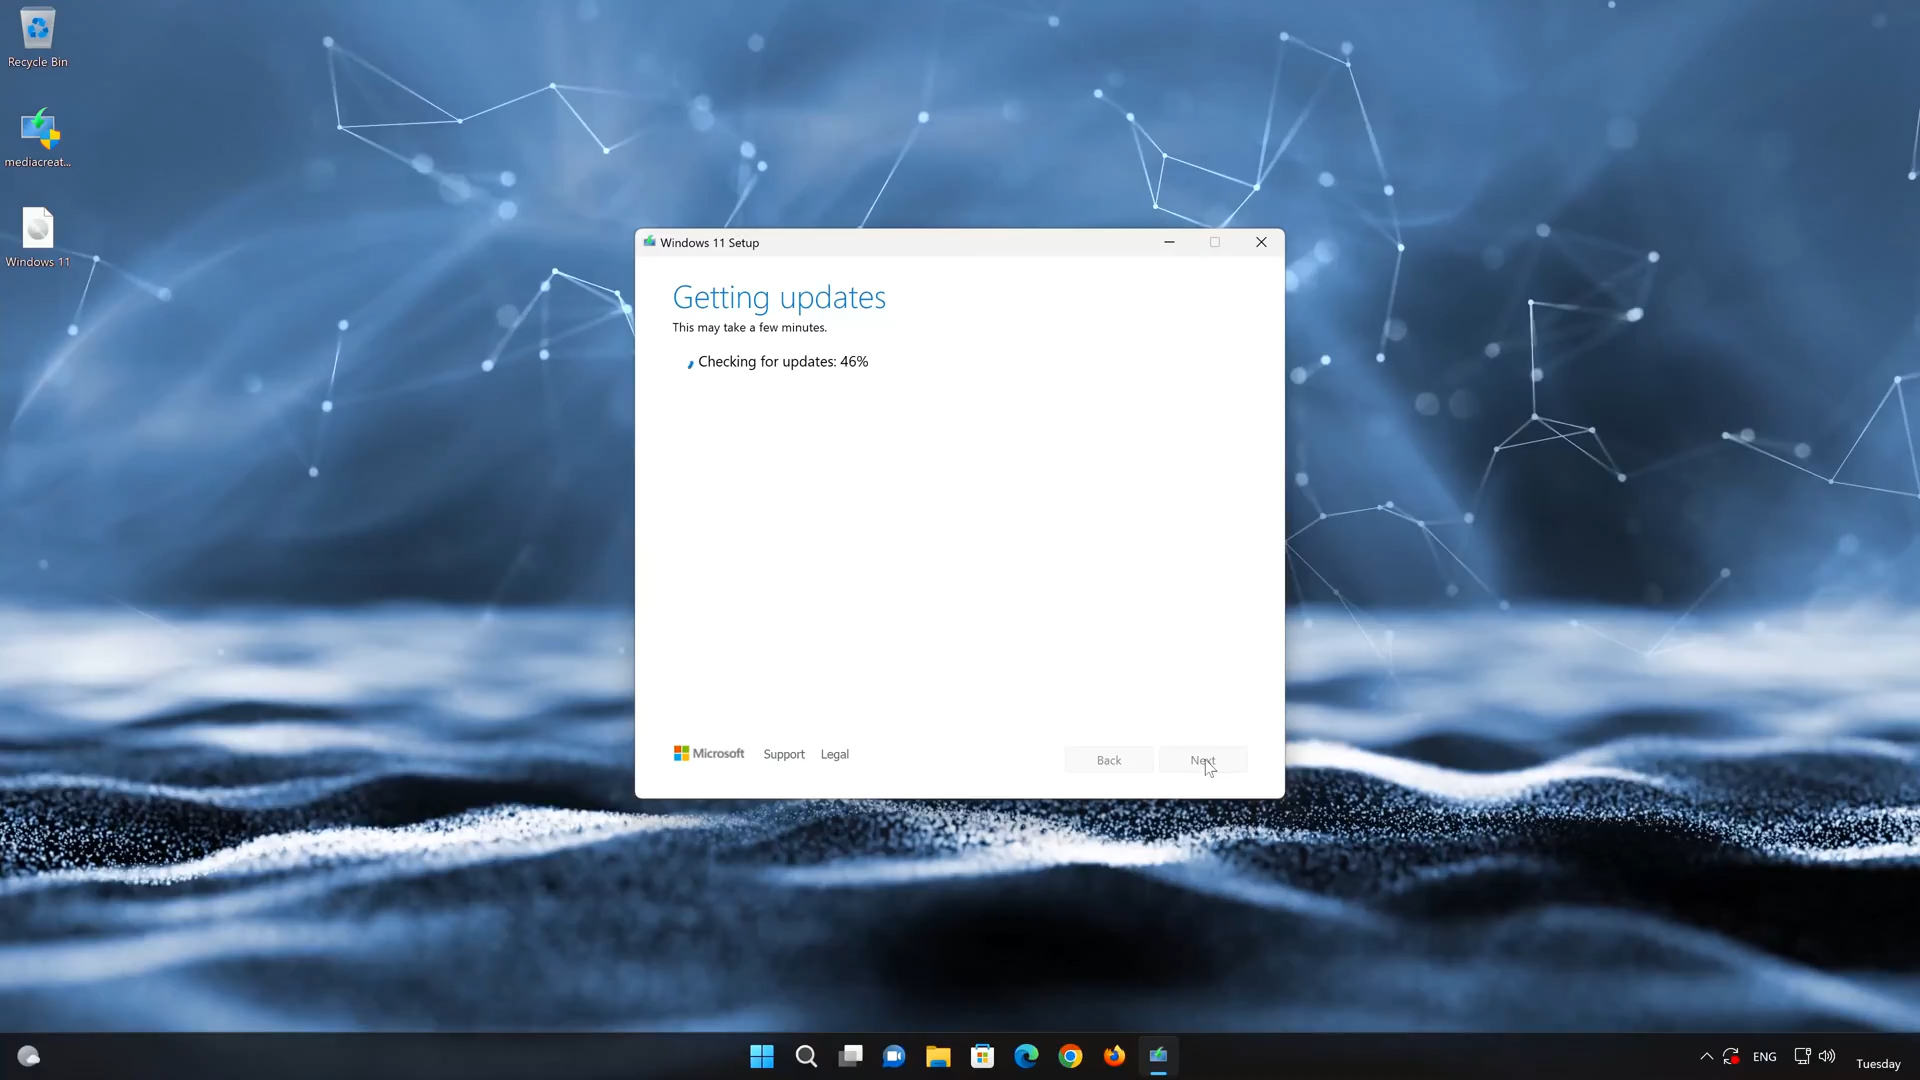 Recycle Bin
mediacreat...
Windows 11
Windows 11 Setup
Getting updates
This may take a few minutes.
Checking for updates: 46%
Microsoft Support Legal
Back Next
ENG
Tuesday